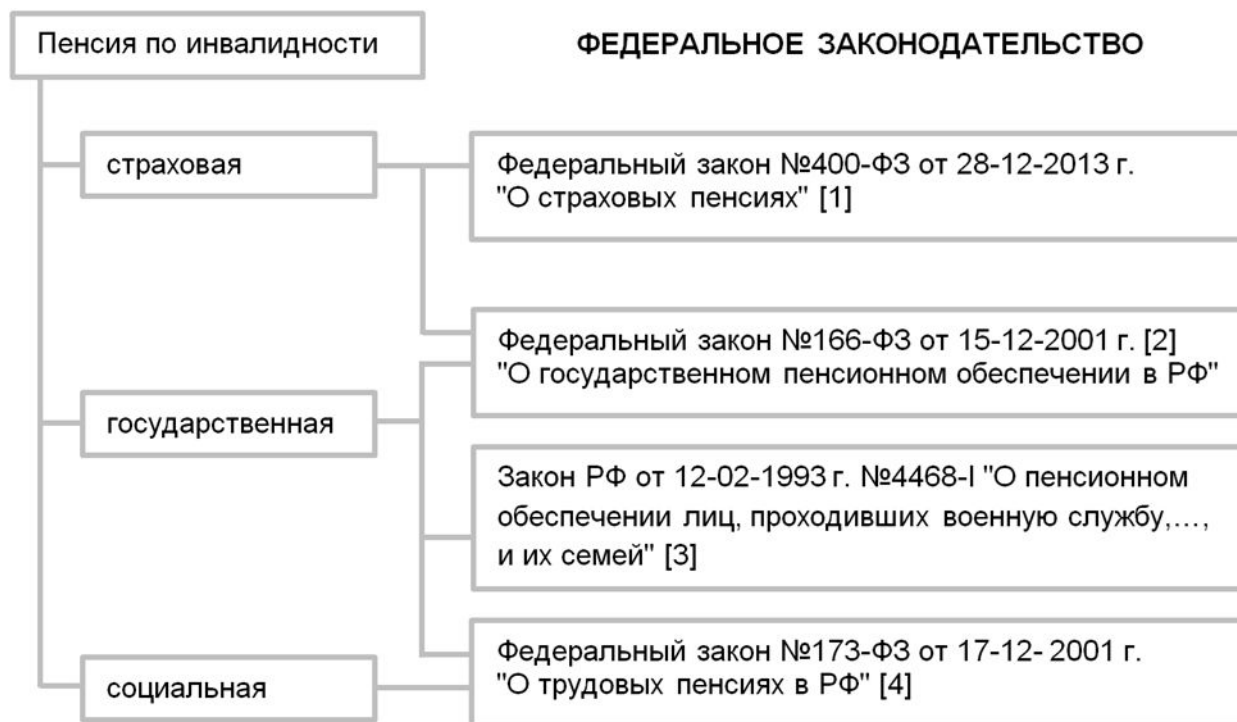 Пенсия по инвалидности
ФЕДЕРАЛЬНОЕ ЗАКОНОДАТЕЛЬСТВО
страховая
Федеральный закон №400-ФЗ от 28-12-2013 г.
"О страховых пенсиях" [1]
Федеральный закон №166-ФЗ от 15-12-2001 г. [2]
"О государственном пенсионном обеспечении в РФ"
государственная
Закон РФ от 12-02-1993 г. №4468-I "О пенсионном
обеспечении лиц, проходивших военную службу,…,
и их семей" [3]
Федеральный закон №173-ФЗ от 17-12- 2001 г.
"О трудовых пенсиях в РФ" [4]
социальная